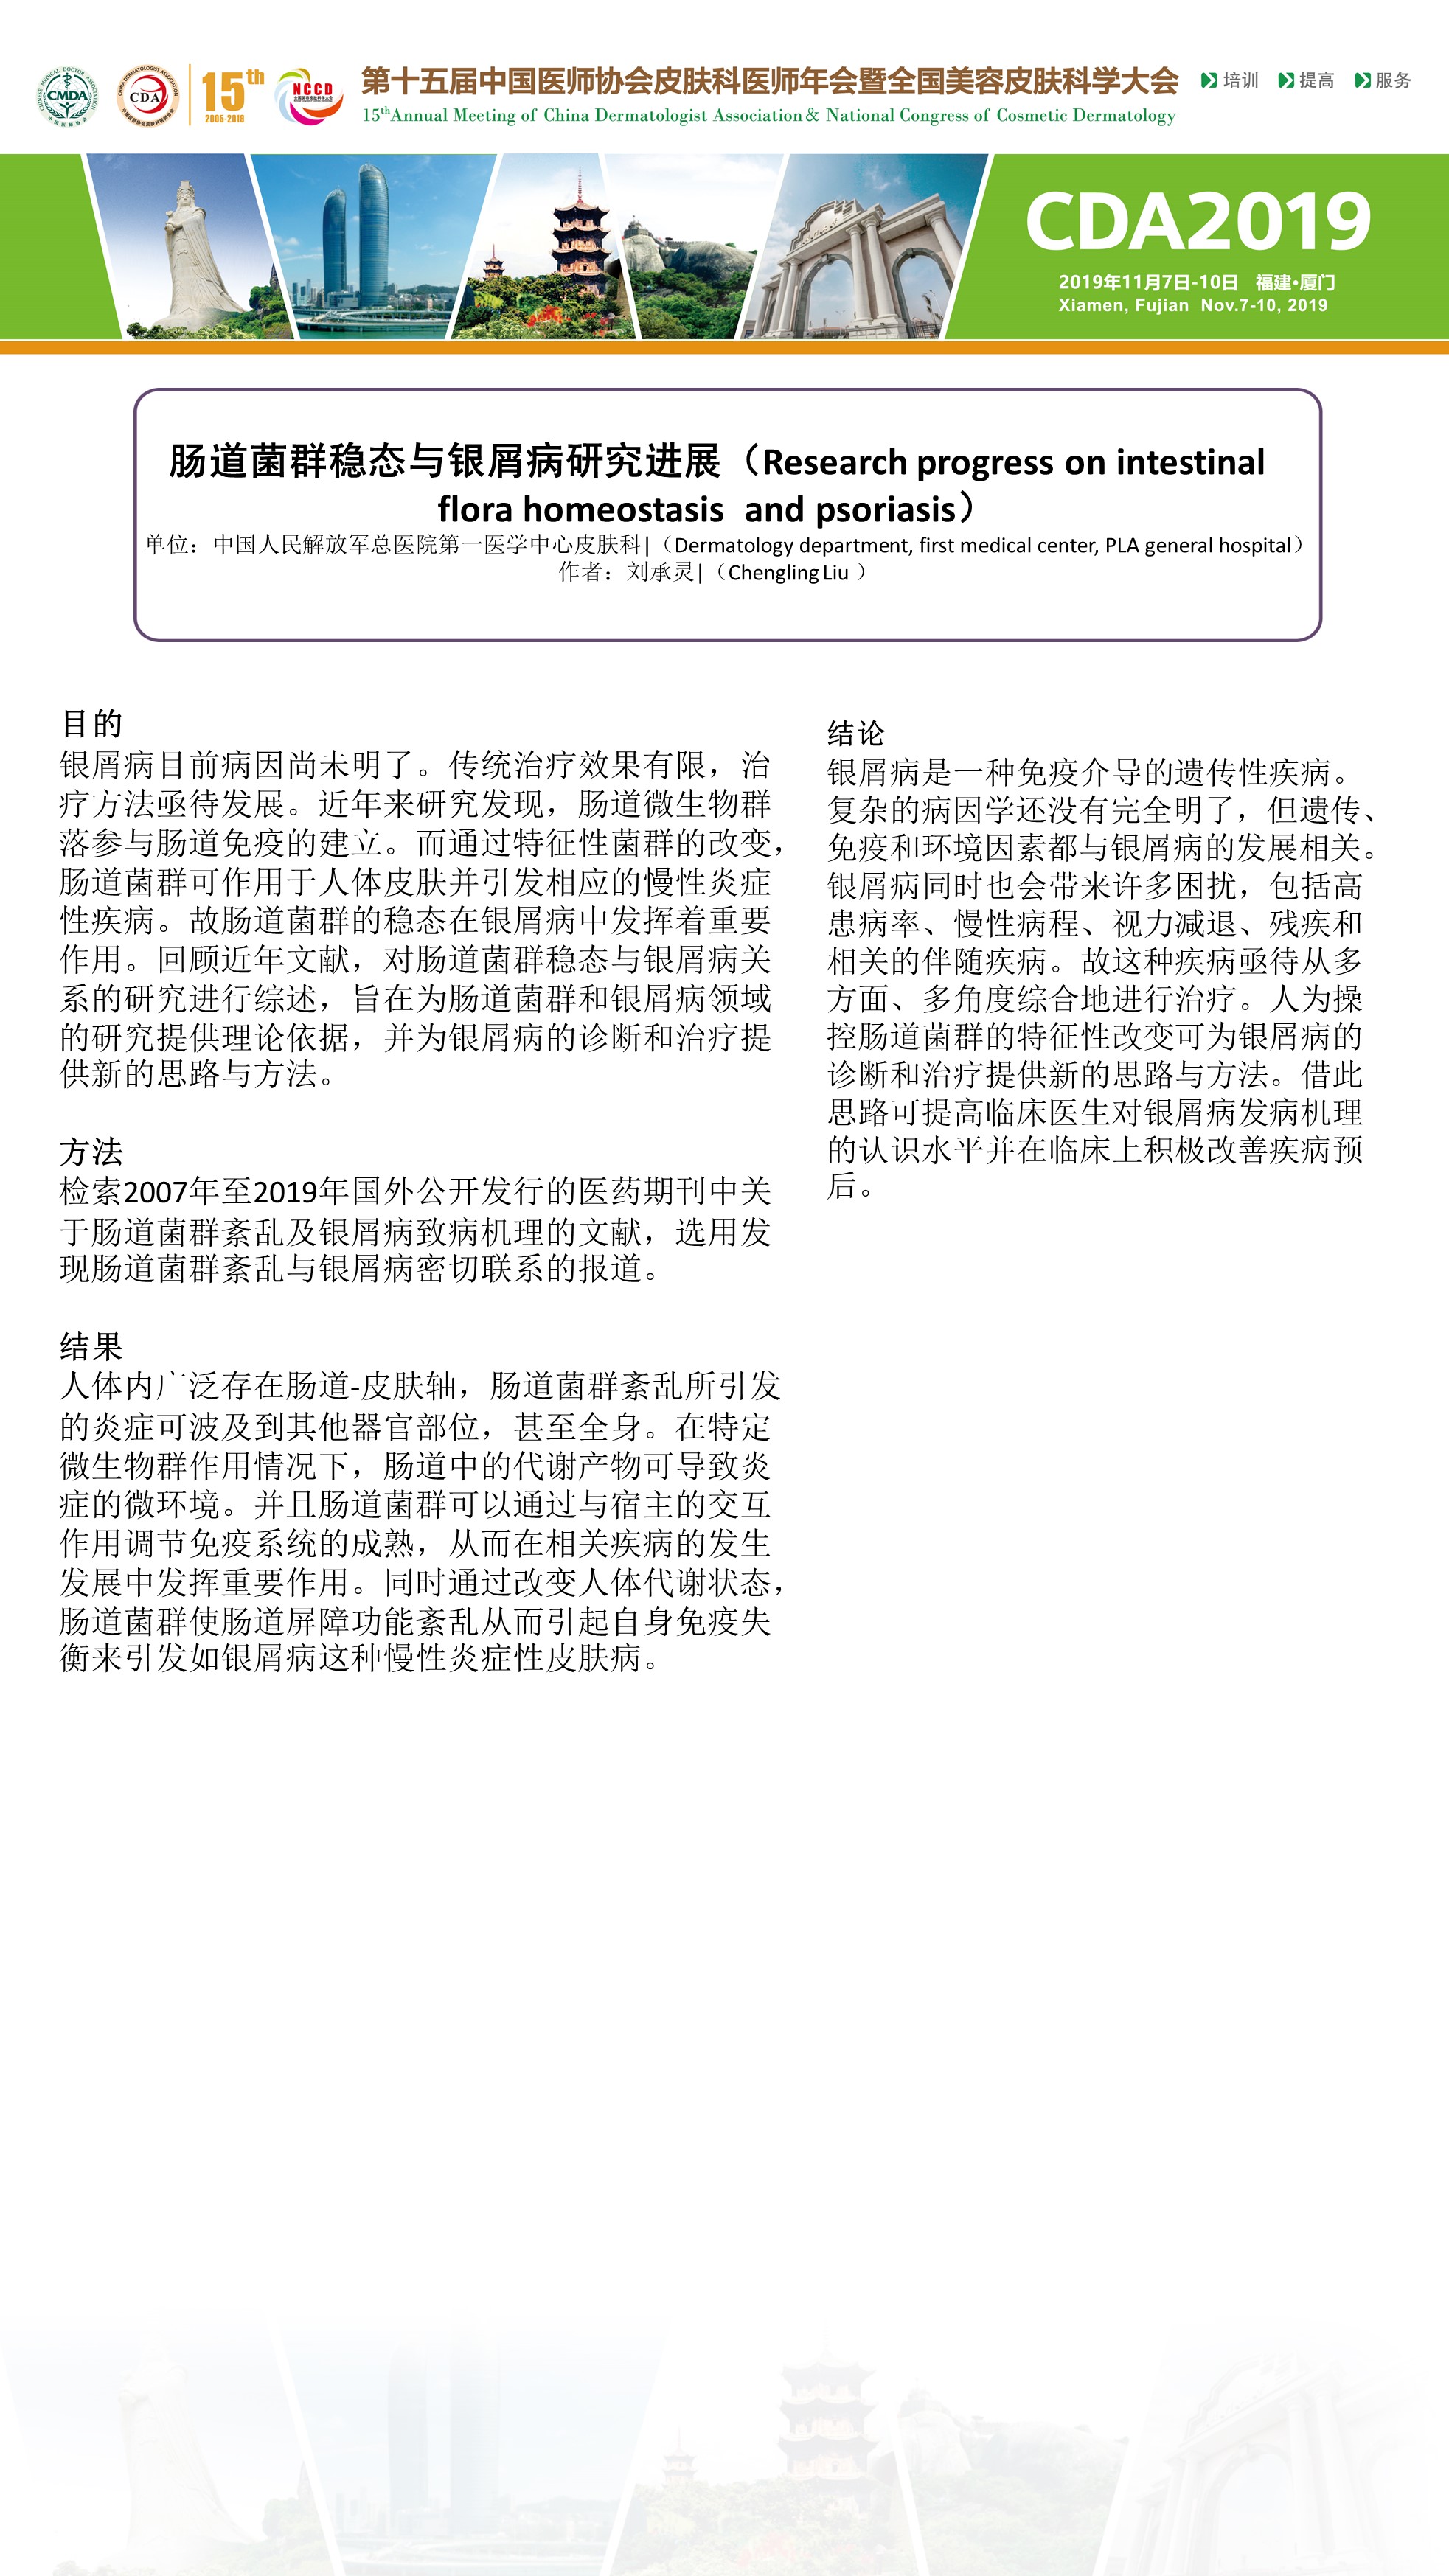 CMDA
CDA
15th
2005-2019
NCCD
第十五届中国医师协会皮肤科医师年会暨全国美容皮肤科学大会
15thAnnual Meeting of China Dermatologist Association& National Congress of Cosmetic Dermatology
培训 提高 服务
CDA2019
2019年11月7日-10日 福建•厦门
Xiamen, Fujian Nov.7-10, 2019
肠道菌群稳态与银屑病研究进展（Research progress on intestinal
flora homeostasis and psoriasis）
单位：中国人民解放军总医院第一医学中心皮肤科|（Dermatology department, first medical center, PLA general hospital）
作者：刘承灵|（Chengling Liu ）
目的
银屑病目前病因尚未明了。传统治疗效果有限，治
疗方法亟待发展。近年来研究发现，肠道微生物群
落参与肠道免疫的建立。而通过特征性菌群的改变，
肠道菌群可作用于人体皮肤并引发相应的慢性炎症
性疾病。故肠道菌群的稳态在银屑病中发挥着重要
作用。回顾近年文献，对肠道菌群稳态与银屑病关
系的研究进行综述，旨在为肠道菌群和银屑病领域
的研究提供理论依据，并为银屑病的诊断和治疗提
供新的思路与方法。
方法
检索2007年至2019年国外公开发行的医药期刊中关
于肠道菌群紊乱及银屑病致病机理的文献，选用发
现肠道菌群紊乱与银屑病密切联系的报道。
结果
人体内广泛存在肠道-皮肤轴，肠道菌群紊乱所引发
的炎症可波及到其他器官部位，甚至全身。在特定
微生物群作用情况下，肠道中的代谢产物可导致炎
症的微环境。并且肠道菌群可以通过与宿主的交互
作用调节免疫系统的成熟，从而在相关疾病的发生
发展中发挥重要作用。同时通过改变人体代谢状态，
肠道菌群使肠道屏障功能紊乱从而引起自身免疫失
衡来引发如银屑病这种慢性炎症性皮肤病。
结论
银屑病是一种免疫介导的遗传性疾病。
复杂的病因学还没有完全明了，但遗传、
免疫和环境因素都与银屑病的发展相关。
银屑病同时也会带来许多困扰，包括高
患病率、慢性病程、视力减退、残疾和
相关的伴随疾病。故这种疾病亟待从多
方面、多角度综合地进行治疗。人为操
控肠道菌群的特征性改变可为银屑病的
诊断和治疗提供新的思路与方法。借此
思路可提高临床医生对银屑病发病机理
的认识水平并在临床上积极改善疾病预
后。